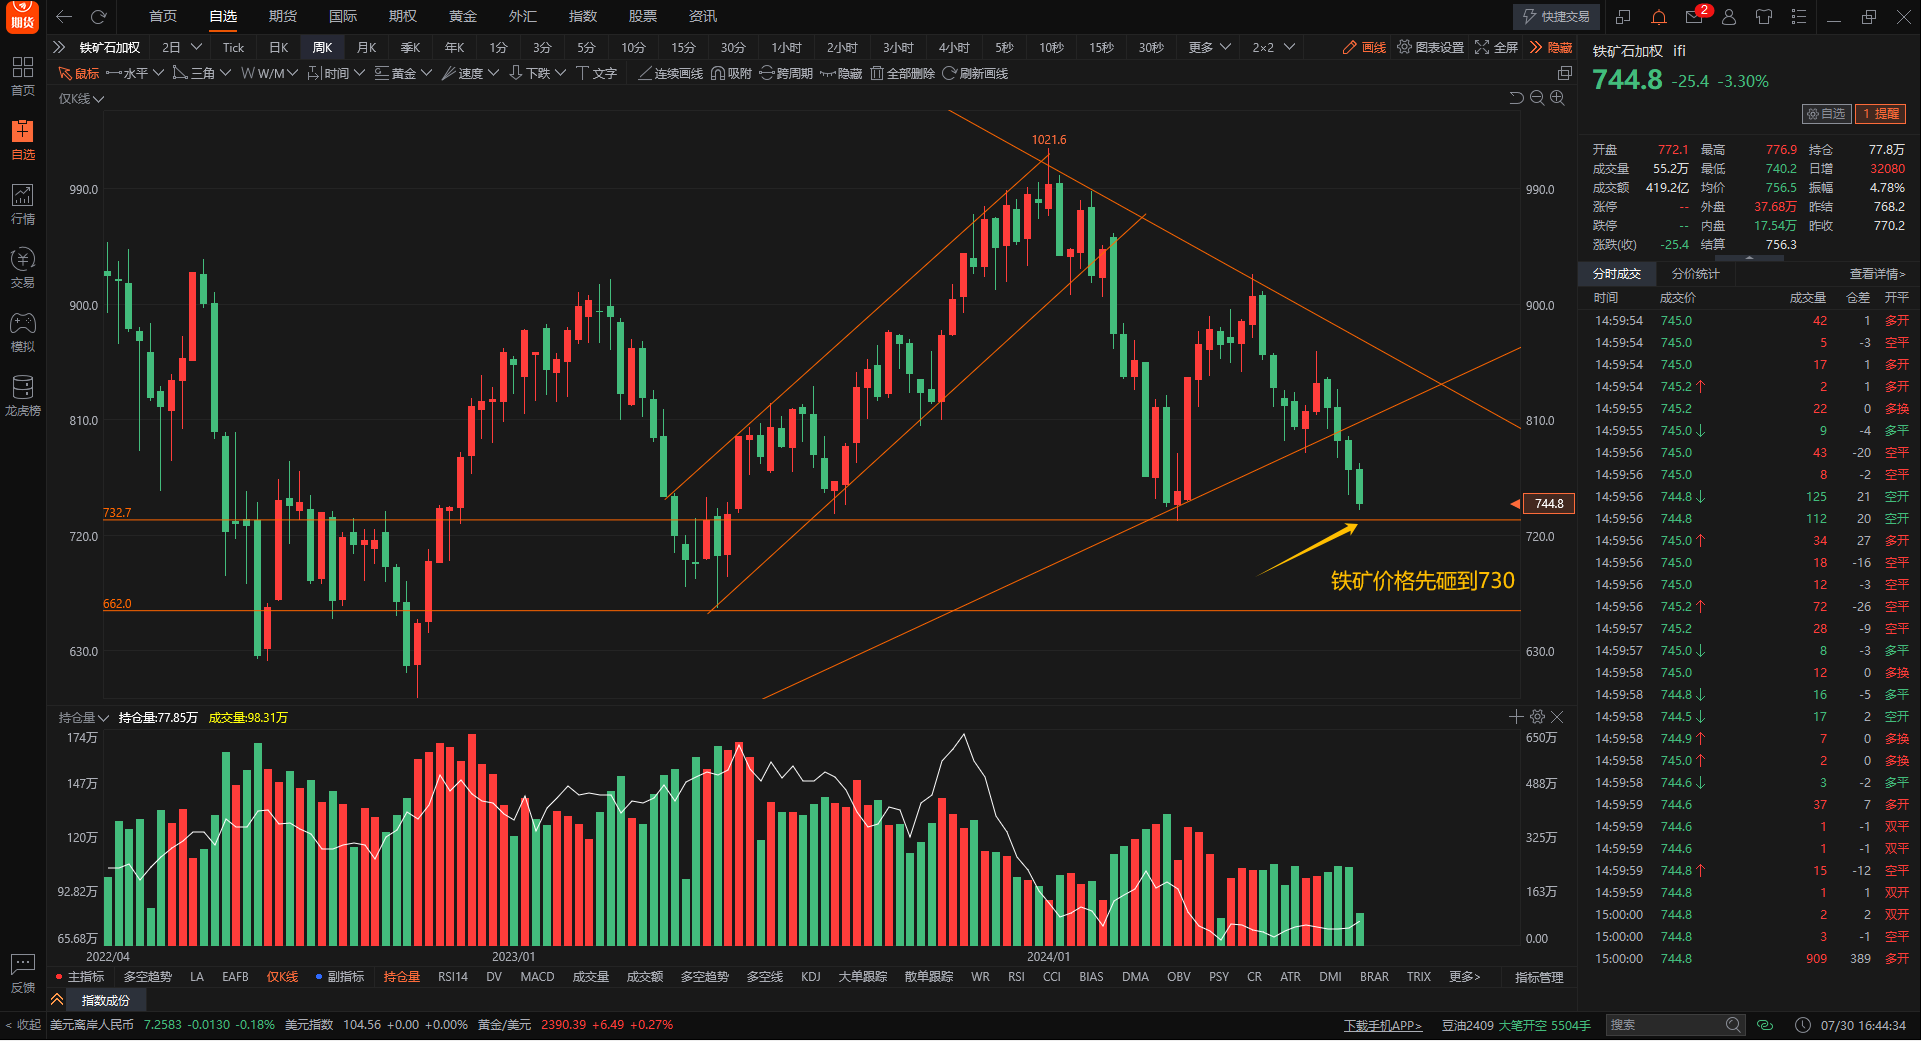 期货
首页 自选 期货 国际 期权 黄金 外汇 指数 股票 资讯
快捷交易 2
铁矿石加权 2日 Tick 日K 周K 月K 季K 年K 1分 3分 5分 10分 15分 30分 1小时 2小时 3小时 4小时 5秒 10秒 15秒 30秒 更多 2×2 画线 图表设置 全屏 隐藏
鼠标 水平 三角 W/M 时间 黄金 速度 下跌 文字 连续画线 吸附 跨周期 隐藏 全部删除 刷新画线
首页
自选
行情
交易
模拟
龙虎榜
反馈
仅K线
1021.6
990.0 990.0
900.0 900.0
810.0 810.0
732.7
744.8
720.0 720.0
铁矿价格先砸到730
662.0
630.0 630.0
持仓量 持仓量:77.85万 成交量:98.31万
174万 650万
147万 488万
120万 325万
92.82万 163万
65.68万 0.00
2022/04 2023/01 2024/01
主指标 多空趋势 LA EAFB 仅K线 副指标 持仓量 RSI14 DV MACD 成交量 成交额 多空趋势 多空线 KDJ 大单跟踪 散单跟踪 WR RSI CCI BIAS DMA OBV PSY CR ATR DMI BRAR TRIX 更多> 指标管理
指数成份
铁矿石加权 ifi
744.8 -25.4 -3.30%
自选 1 提醒
开盘 772.1 最高 776.9 持仓 77.8万
成交量 55.2万 最低 740.2 日增 32080
成交额 419.2亿 均价 756.5 振幅 4.78%
涨停 -- 外盘 37.68万 昨结 768.2
跌停 -- 内盘 17.54万 昨收 770.2
涨跌(收) -25.4 结算 756.3
分时成交 分价统计 查看详情>
时间 成交价 成交量 仓差 开平
14:59:54 745.0 42 1 多开
14:59:54 745.0 5 -3 空平
14:59:54 745.0 17 1 多开
14:59:54 745.2↑ 2 1 多开
14:59:55 745.2 22 0 多换
14:59:55 745.0↓ 9 -4 多平
14:59:56 745.0 43 -20 空平
14:59:56 745.0 8 -2 空平
14:59:56 744.8↓ 125 21 空开
14:59:56 744.8 112 20 空开
14:59:56 745.0↑ 34 27 多开
14:59:56 745.0 18 -16 空平
14:59:56 745.0 12 -3 空平
14:59:56 745.2↑ 72 -26 空平
14:59:57 745.2 28 -9 空平
14:59:57 745.0↓ 8 -3 多平
14:59:58 745.0 12 0 多换
14:59:58 744.8↓ 16 -5 多平
14:59:58 744.5↓ 17 2 空开
14:59:58 744.9↑ 7 0 多换
14:59:58 745.0↑ 2 0 多换
14:59:58 744.6↓ 3 -2 多平
14:59:59 744.6 37 7 多开
14:59:59 744.6 1 -1 双平
14:59:59 744.6 1 -1 双平
14:59:59 744.8↑ 15 -12 空平
14:59:59 744.8 1 1 双开
15:00:00 744.8 2 2 双开
15:00:00 744.8 3 -1 空平
15:00:00 744.8 909 389 多开
< 收起 美元离岸人民币 7.2583 -0.0130 -0.18% 美元指数 104.56 +0.00 +0.00% 黄金/美元 2390.39 +6.49 +0.27% 下载手机APP> 豆油2409 大笔开空 5504手 搜索 07/30 16:44:34